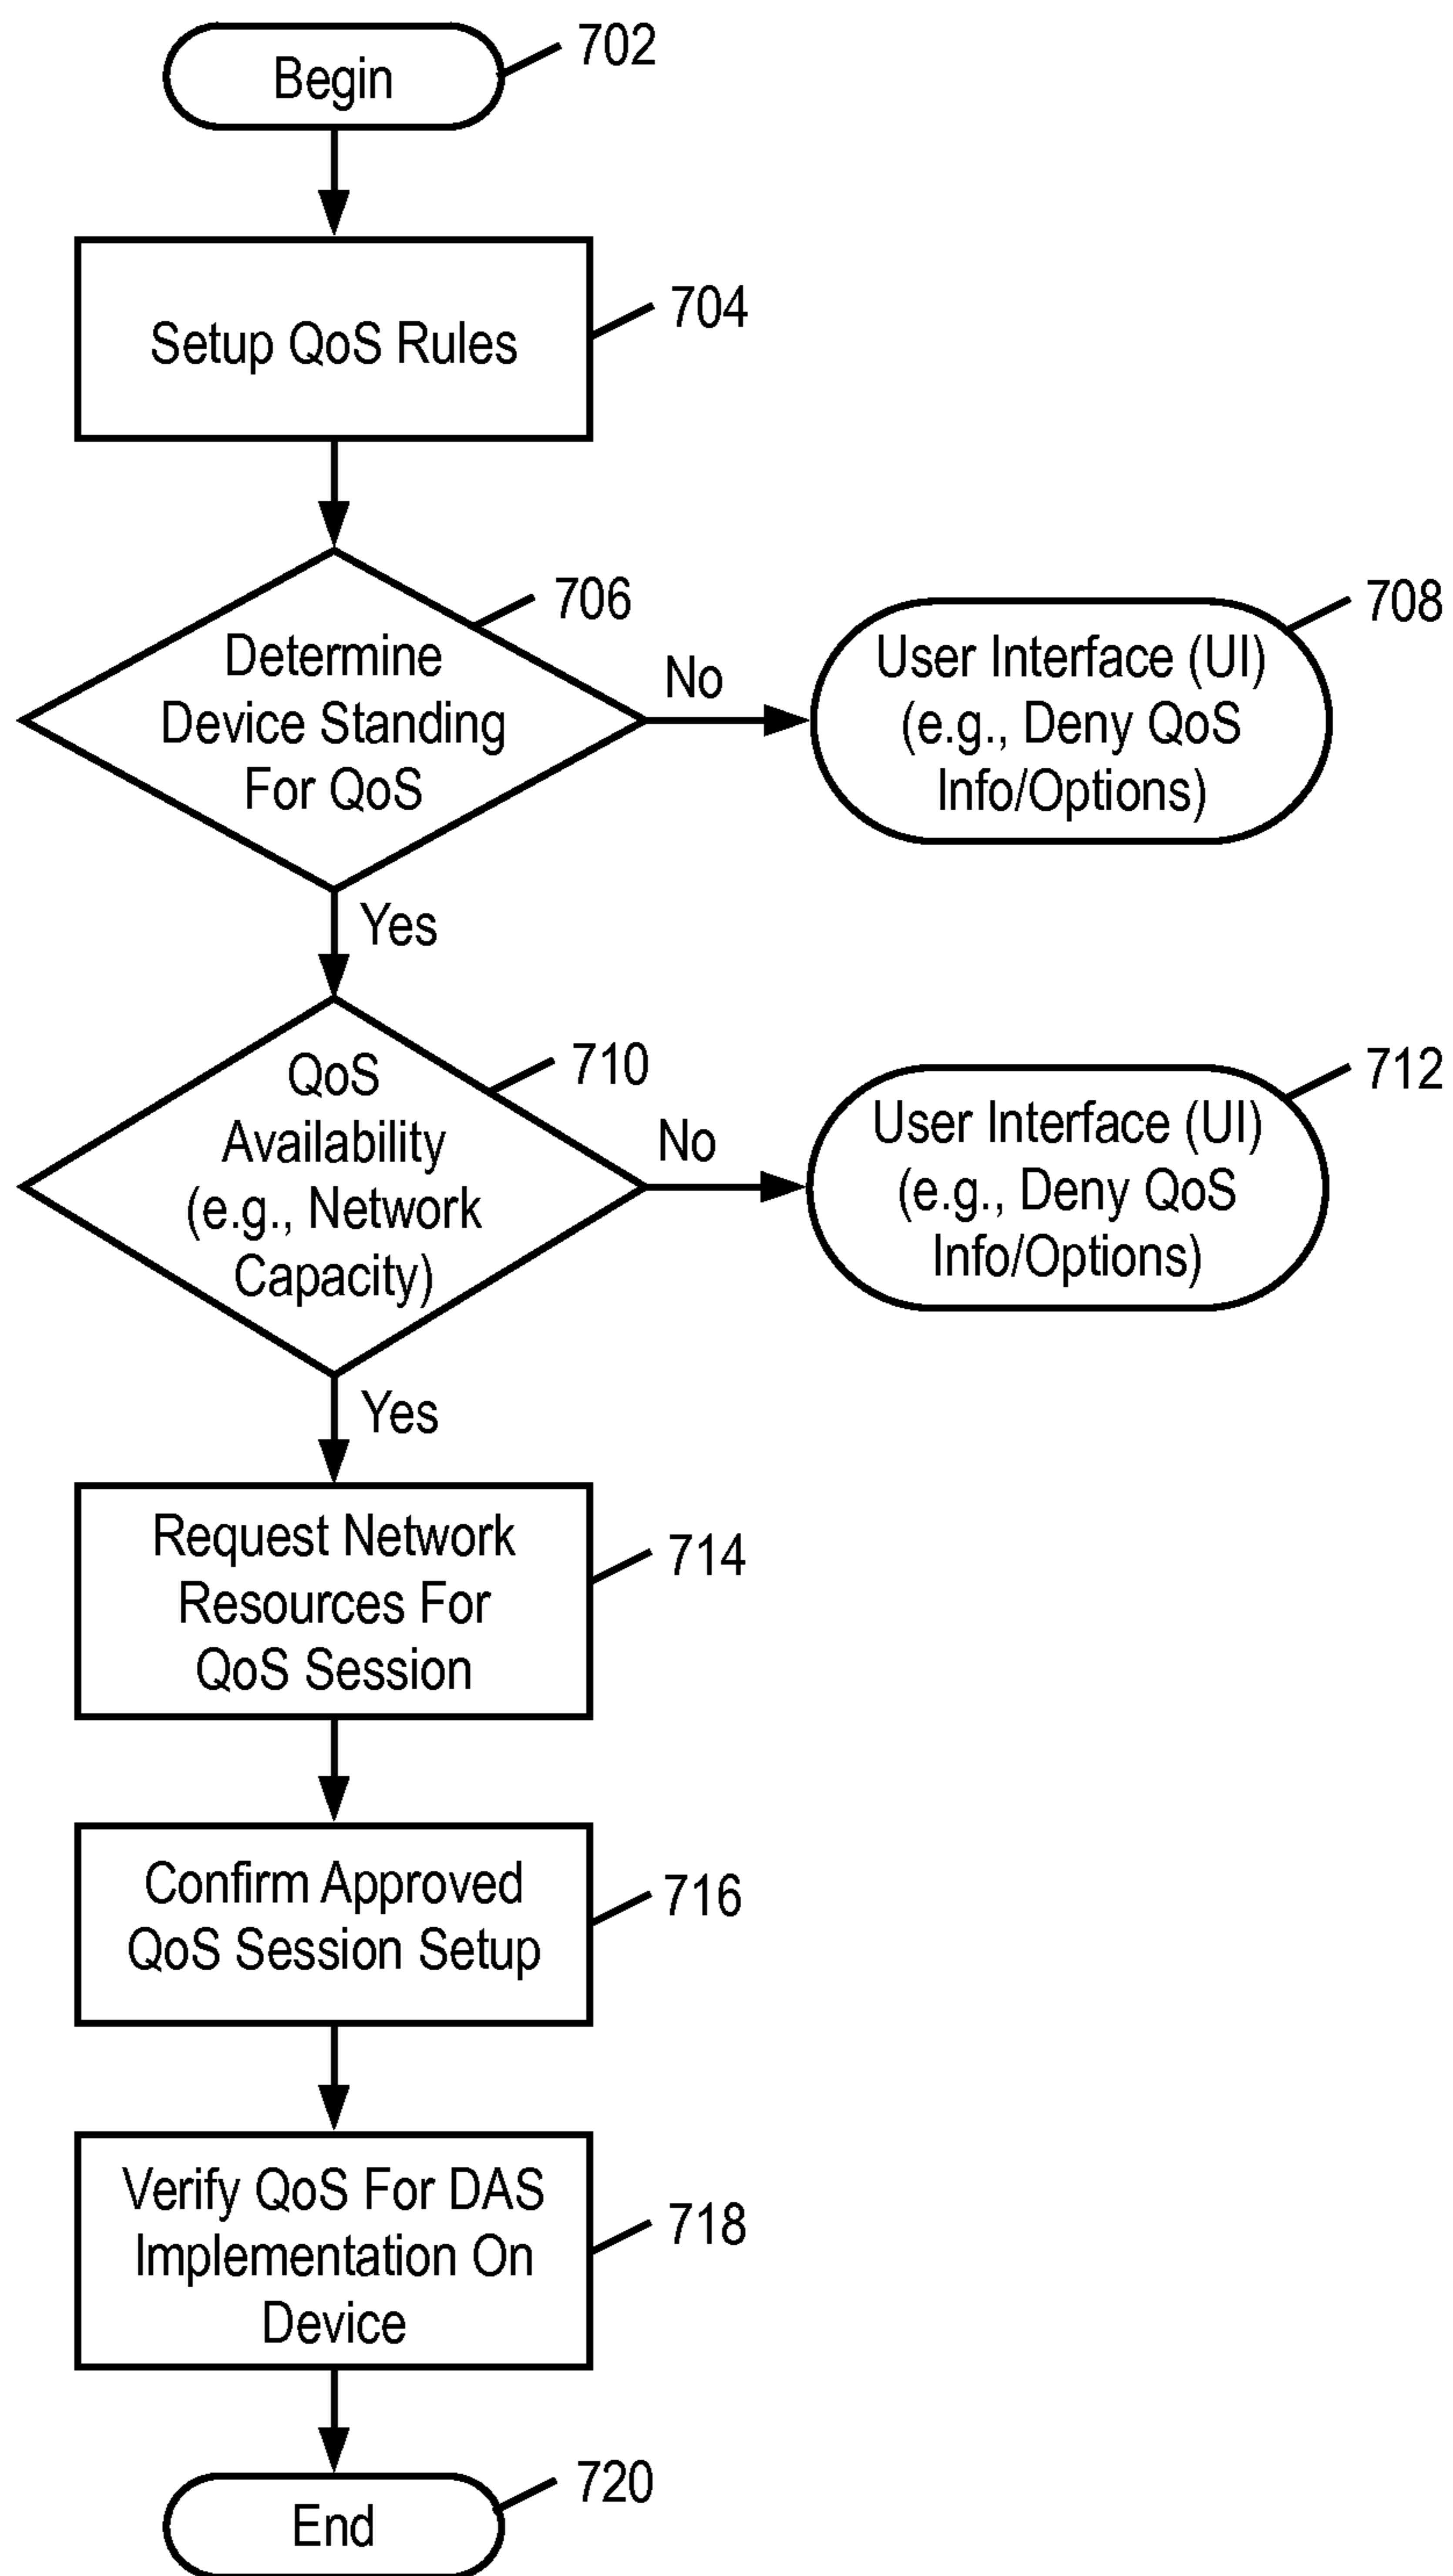 Begin
702
Setup QoS Rules
704
706
Determine
Device Standing
For QoS
No
708
User Interface (UI)
(e.g., Deny QoS
Info/Options)
Yes
710
QoS
Availability
(e.g., Network
Capacity)
No
712
User Interface (UI)
(e.g., Deny QoS
Info/Options)
Yes
Request Network
Resources For
QoS Session
714
Confirm Approved
QoS Session Setup
716
Verify QoS For DAS
Implementation On
Device
718
End
720